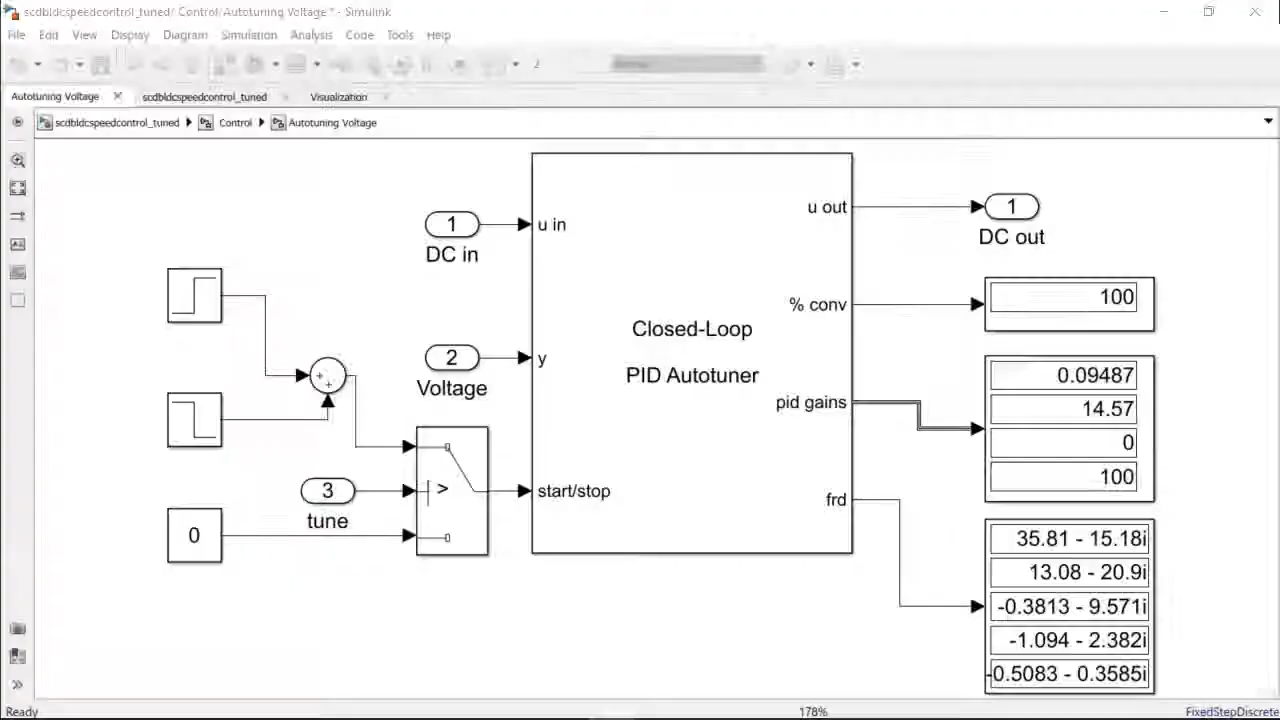 scdbldcspeedcontrol_tuned/ Control/Autotuning Voltage * - Simulink
File Edit View Display Diagram Simulation Analysis Code Tools Help
Autotuning Voltage scdbldcspeedcontrol_tuned Visualization
scdbldcspeedcontrol_tuned Control Autotuning Voltage
1
DC in
u in
u out
1
DC out
% conv
100
Closed-Loop
PID Autotuner
2
Voltage
y
+
+
pid gains
0.09487
14.57
0
100
3
tune
>
start/stop
frd
0
35.81 - 15.18i
13.08 - 20.9i
-0.3813 - 9.571i
-1.094 - 2.382i
-0.5083 - 0.3585i
Ready 178% FixedStepDiscrete